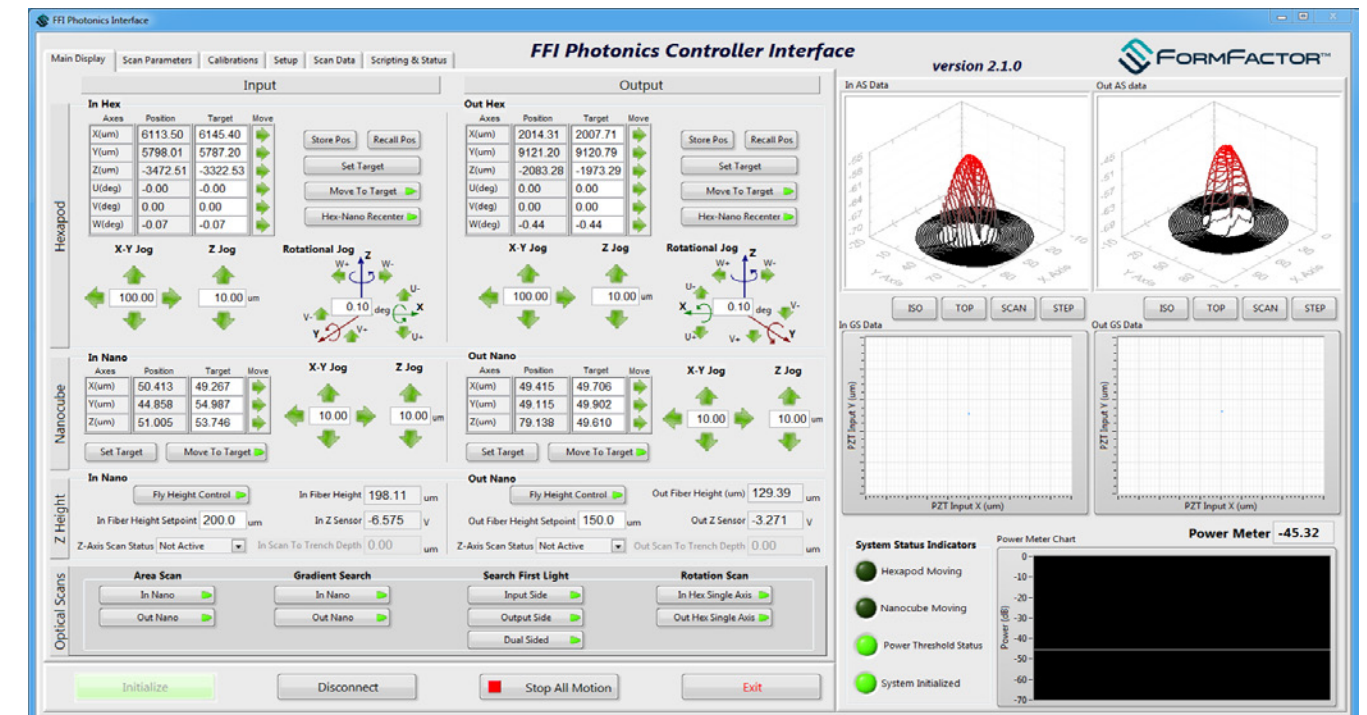 FFI Photonics Interface
FFI Photonics Controller Interface
version 2.1.0
FORMFACTOR™
Main Display Scan Parameters Calibrations Setup Scan Data Scripting & Status
Input
Output
Hexapod
In Hex
Axes Position Target Move
X(um) 6113.50 6145.40
Y(um) 5798.01 5787.20
Z(um) -3472.51 -3322.53
U(deg) -0.00 -0.00
V(deg) 0.00 0.00
W(deg) -0.07 -0.07
Store Pos Recall Pos
Set Target
Move To Target
Hex-Nano Recenter
X-Y Jog Z Jog Rotational Jog
100.00 10.00 um 0.10 deg
Z
W+ W-
U-
X
V-
Y V+ U+
Out Hex
Axes Position Target Move
X(um) 2014.31 2007.71
Y(um) 9121.20 9120.79
Z(um) -2083.28 -1973.29
U(deg) 0.00 0.00
V(deg) 0.00 0.00
W(deg) -0.44 -0.44
Store Pos Recall Pos
Set Target
Move To Target
Hex-Nano Recenter
X-Y Jog Z Jog Rotational Jog
100.00 10.00 um 0.10 deg
Z
W+ W-
U-
X V-
U+ V+ Y
Nanocube
In Nano
Axes Position Target Move
X(um) 50.413 49.267
Y(um) 44.858 54.987
Z(um) 51.005 53.746
X-Y Jog Z Jog
10.00 10.00 um
Set Target Move To Target
Out Nano
Axes Position Target Move
X(um) 49.415 49.706
Y(um) 49.115 49.902
Z(um) 79.138 49.610
X-Y Jog Z Jog
10.00 10.00 um
Set Target Move To Target
Z Height
In Nano
Fly Height Control In Fiber Height 198.11 um
In Fiber Height Setpoint 200.0 um In Z Sensor -6.575 V
Z-Axis Scan Status Not Active In Scan To Trench Depth 0.00 um
Out Nano
Fly Height Control Out Fiber Height (um) 129.39 um
Out Fiber Height Setpoint 150.0 um Out Z Sensor -3.271 V
Z-Axis Scan Status Not Active Out Scan To Trench Depth 0.00 um
Optical Scans
Area Scan Gradient Search Search First Light Rotation Scan
In Nano In Nano Input Side In Hex Single Axis
Out Nano Out Nano Output Side Out Hex Single Axis
Dual Sided
Initialize Disconnect Stop All Motion Exit
In AS Data
Y Axis X Axis
ISO TOP SCAN STEP
Out AS data
Y Axis X Axis
ISO TOP SCAN STEP
In GS Data
PZT Input Y (um)
PZT Input X (um)
Out GS Data
PZT Input Y (um)
PZT Input X (um)
System Status Indicators
Hexapod Moving
Nanocube Moving
Power Threshold Status
System Initialized
Power Meter Chart
Power Meter -45.32
Power (dB)
0-
-10-
-20-
-30-
-40-
-50-
-60-
-70-